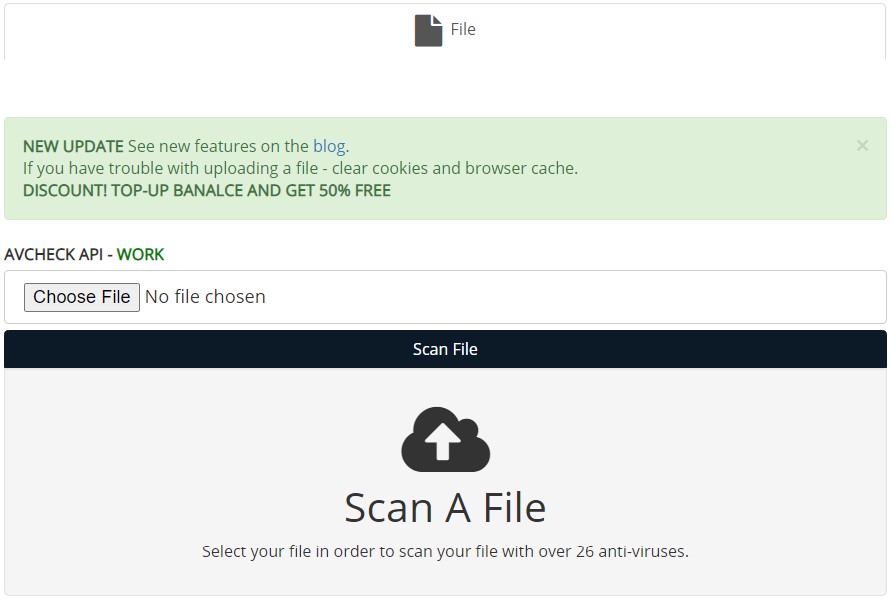 File
NEW UPDATE See new features on the blog.
If you have trouble with uploading a file - clear cookies and browser cache.
DISCOUNT! TOP-UP BANALCE AND GET 50% FREE
AVCHECK API - WORK
Choose File No file chosen
Scan File
Scan A File
Select your file in order to scan your file with over 26 anti-viruses.